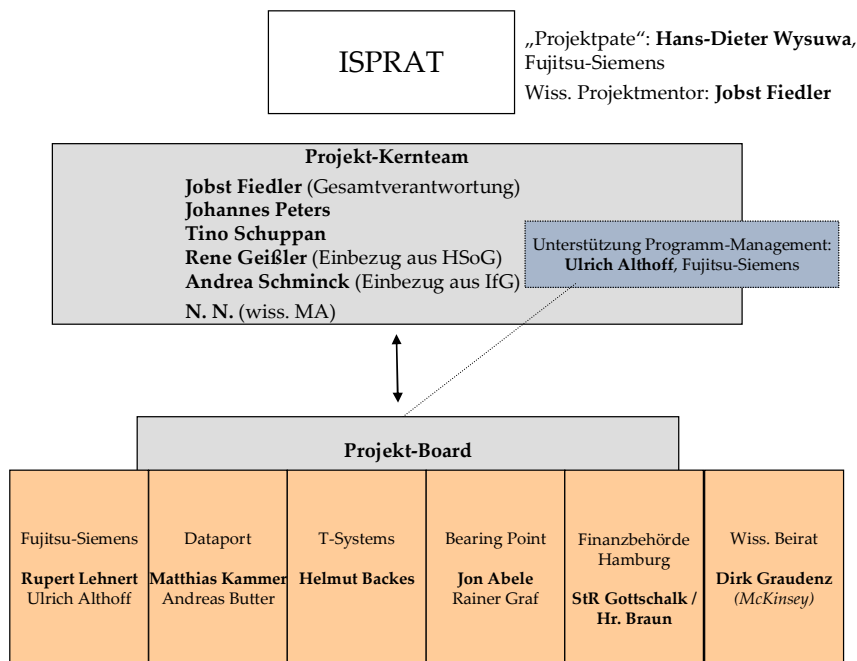 ISPRAT
„Projektpate“: Hans-Dieter Wysuwa,
Fujitsu-Siemens
Wiss. Projektmentor: Jobst Fiedler
Projekt-Kernteam
Jobst Fiedler (Gesamtverantwortung)
Johannes Peters
Tino Schuppan
Rene Geißler (Einbezug aus HSoG)
Andrea Schminck (Einbezug aus IfG)
N. N. (wiss. MA)
Unterstützung Programm-Management:
Ulrich Althoff, Fujitsu-Siemens
Projekt-Board
Fujitsu-Siemens
Rupert Lehnert
Ulrich Althoff
Dataport
Matthias Kammer
Andreas Butter
T-Systems
Helmut Backes
Bearing Point
Jon Abele
Rainer Graf
Finanzbehörde
Hamburg
StR Gottschalk /
Hr. Braun
Wiss. Beirat
Dirk Graudenz
(McKinsey)